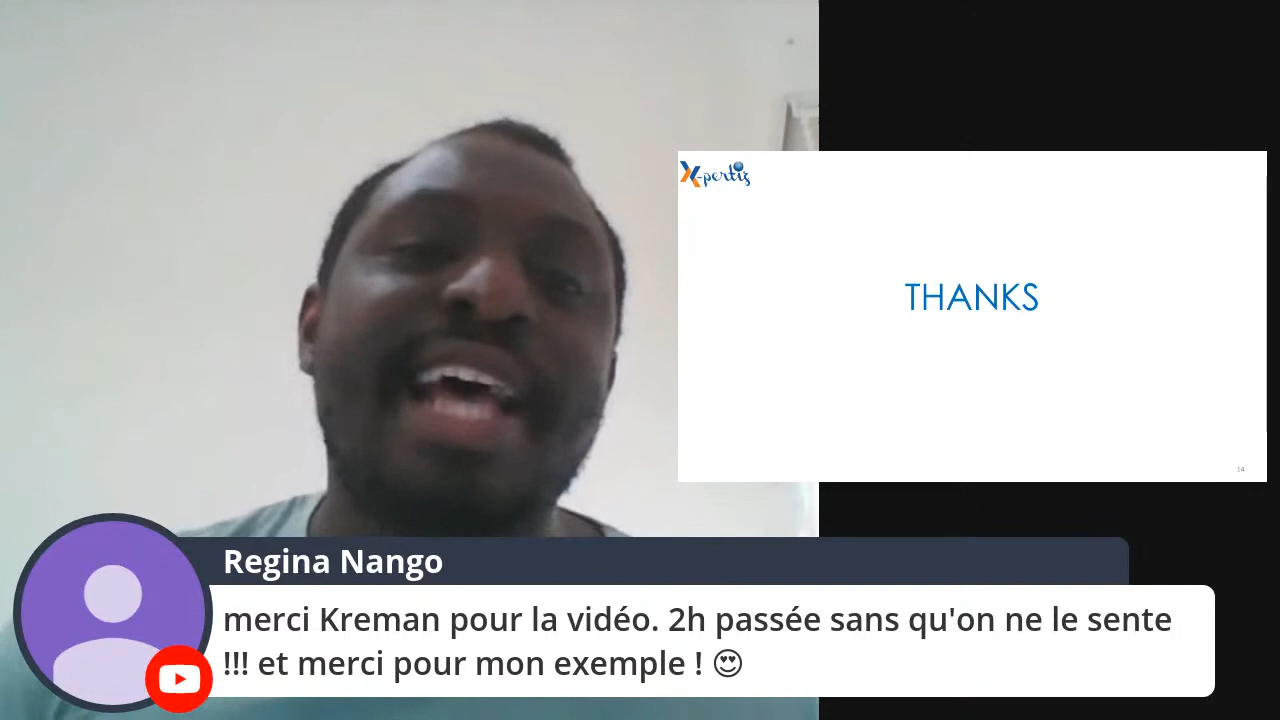 X-pertiz
THANKS
14
Regina Nango
merci Kreman pour la vidéo. 2h passée sans qu'on ne le sente
!!! et merci pour mon exemple ! 😍